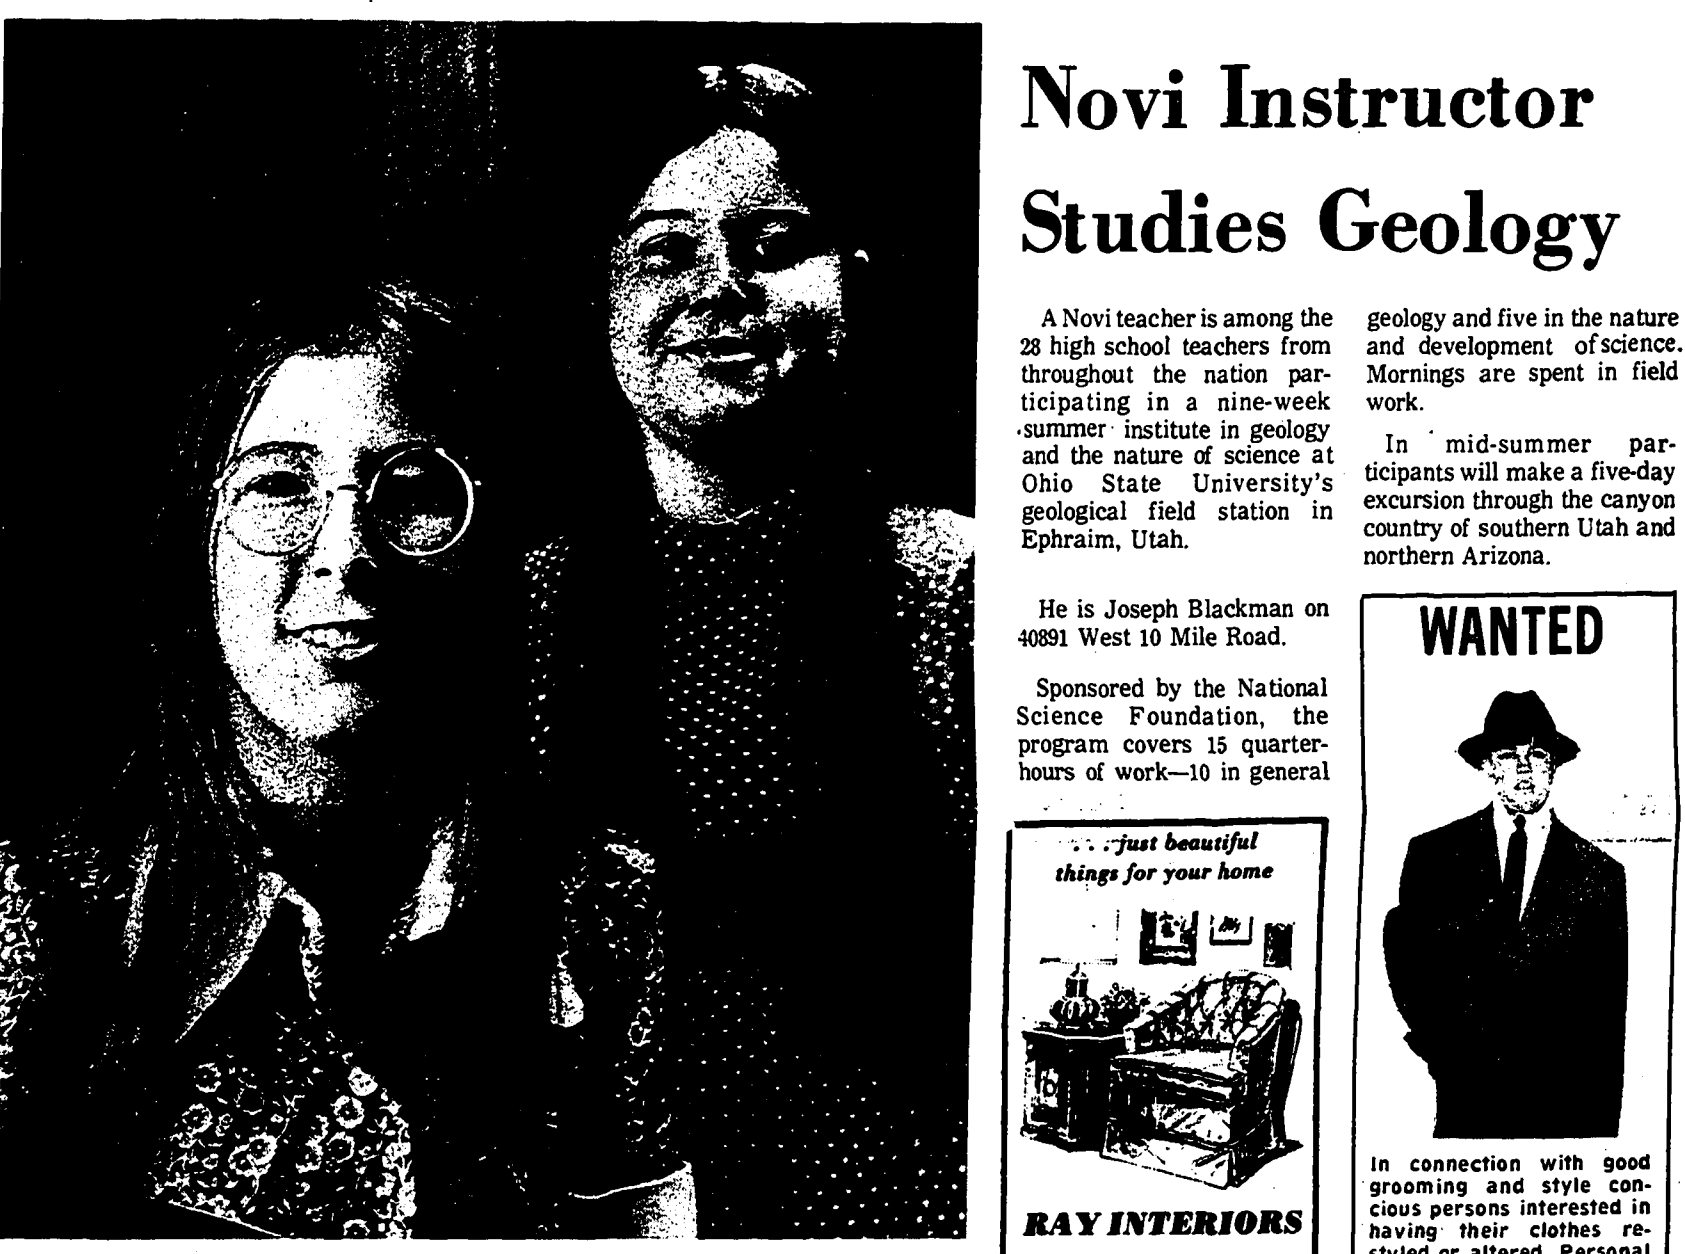 Novi Instructor
Studies Geology
A Novi teacher is among the
28 high school teachers from
throughout the nation par-
ticipating in a nine-week
summer institute in geology
and the nature of science at
Ohio State University's
geological field station in
Ephraim, Utah.
He is Joseph Blackman on
40891 West 10 Mile Road.
Sponsored by the National
Science Foundation, the
program covers 15 quarter-
hours of work—10 in general
geology and five in the nature
and development of science.
Mornings are spent in field
work.
In mid-summer par-
ticipants will make a five-day
excursion through the canyon
country of southern Utah and
northern Arizona.
. . . just beautiful
things for your home
RAY INTERIORS
WANTED
In connection with good
grooming and style con-
cious persons interested in
having their clothes re-
styled or altered. Personal